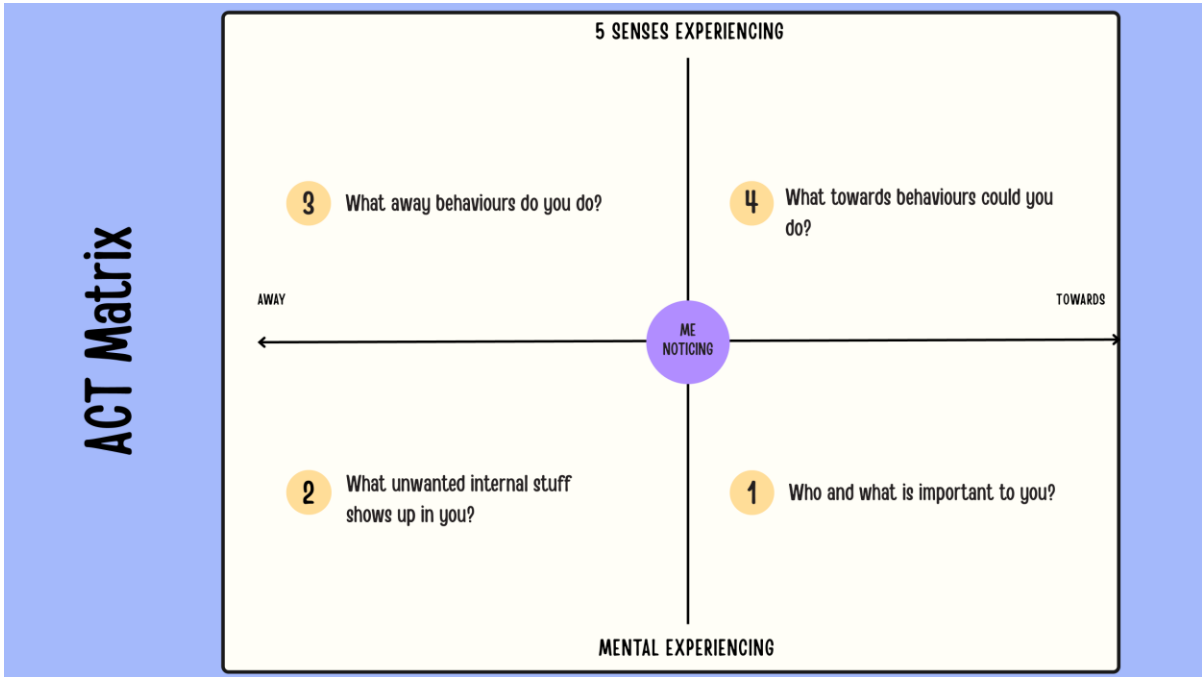 ACT Matrix
5 SENSES EXPERIENCING
3
What away behaviours do you do?
4
What towards behaviours could you
do?
AWAY
TOWARDS
ME
NOTICING
2
What unwanted internal stuff
shows up in you?
1
Who and what is important to you?
MENTAL EXPERIENCING